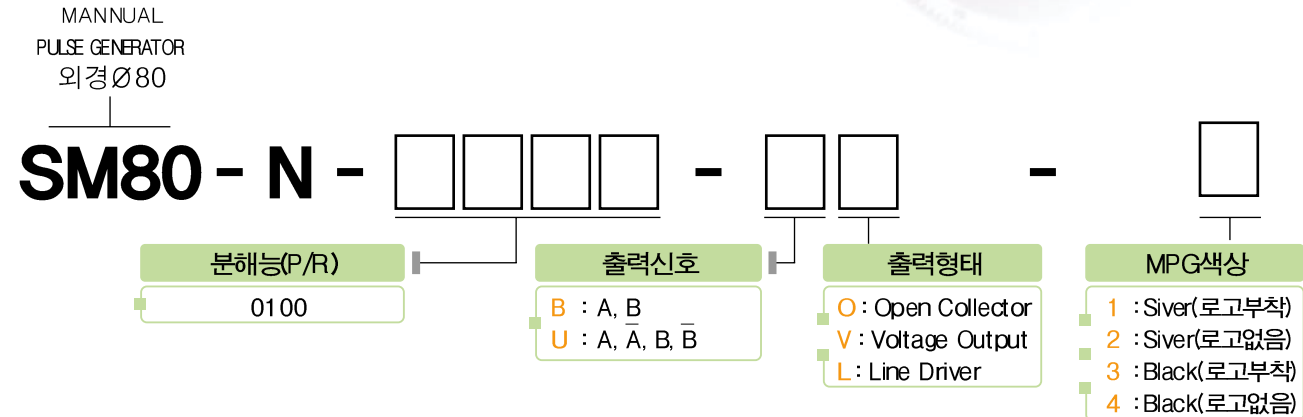 MANNUAL
PULSE GENERATOR
외경Ø80
SM80 - N - □□□□ - □□ - □
분해능(P/R)
0100
출력신호
B : A, B
U : A, A̅, B, B̅
출력형태
O : Open Collector
V : Voltage Output
L : Line Driver
MPG색상
1 : Siver(로고부착)
2 : Siver(로고없음)
3 : Black(로고부착)
4 : Black(로고없음)